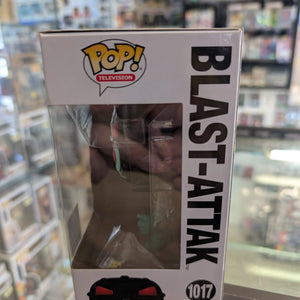 POP!
TELEVISION
BLAST-ATTAK
1017